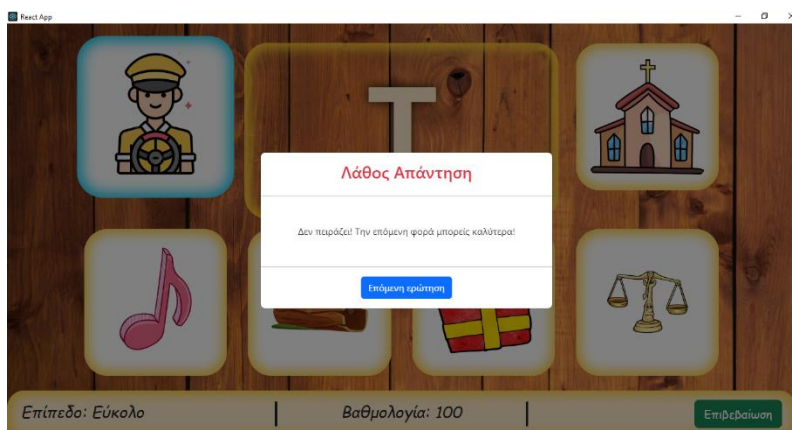 React App
T
Λάθος Απάντηση
Δεν πειράζει! Την επόμενη φορά μπορείς καλύτερα!
Επόμενη ερώτηση
Επίπεδο: Εύκολο
Βαθμολογία: 100
Επιβεβαίωση